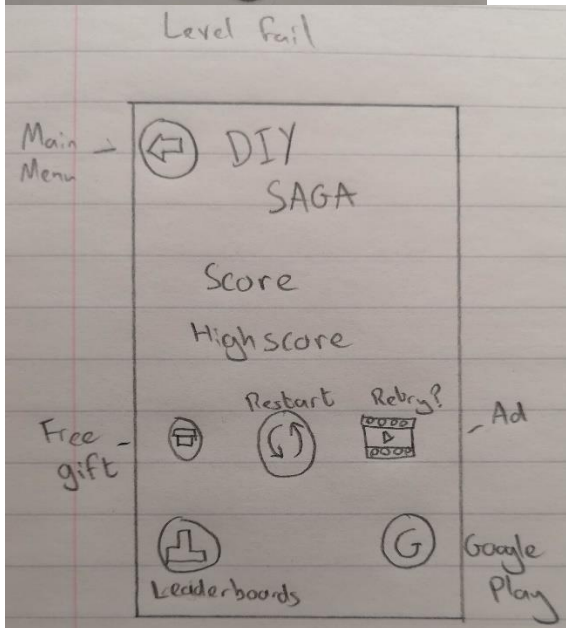 Level fail
Main
Menu
DIY
SAGA
Score
Highscore
Restart
Retry?
Ad
Free
gift
G
Leaderboards
Google
Play